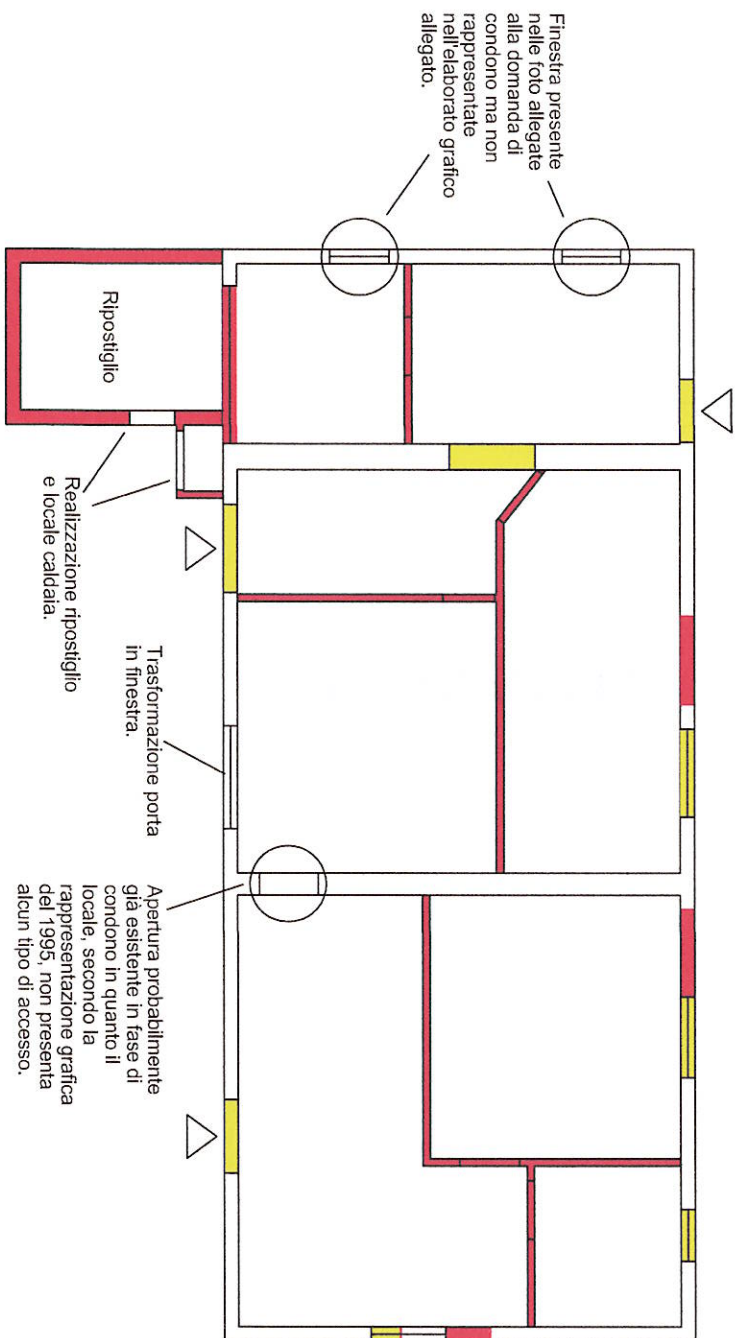 Finestra presente
nelle foto allegate
alla domanda di
condono ma non
rappresentate
nell'elaborato grafico
allegato.
Ripostiglio
Realizzazione ripostiglio
e locale caldaia.
Trasformazione porta
in finestra.
Apertura probabilmente
già esistente in fase di
condono in quanto il
locale, secondo la
rappresentazione grafica
del 1995, non presenta
alcun tipo di accesso.